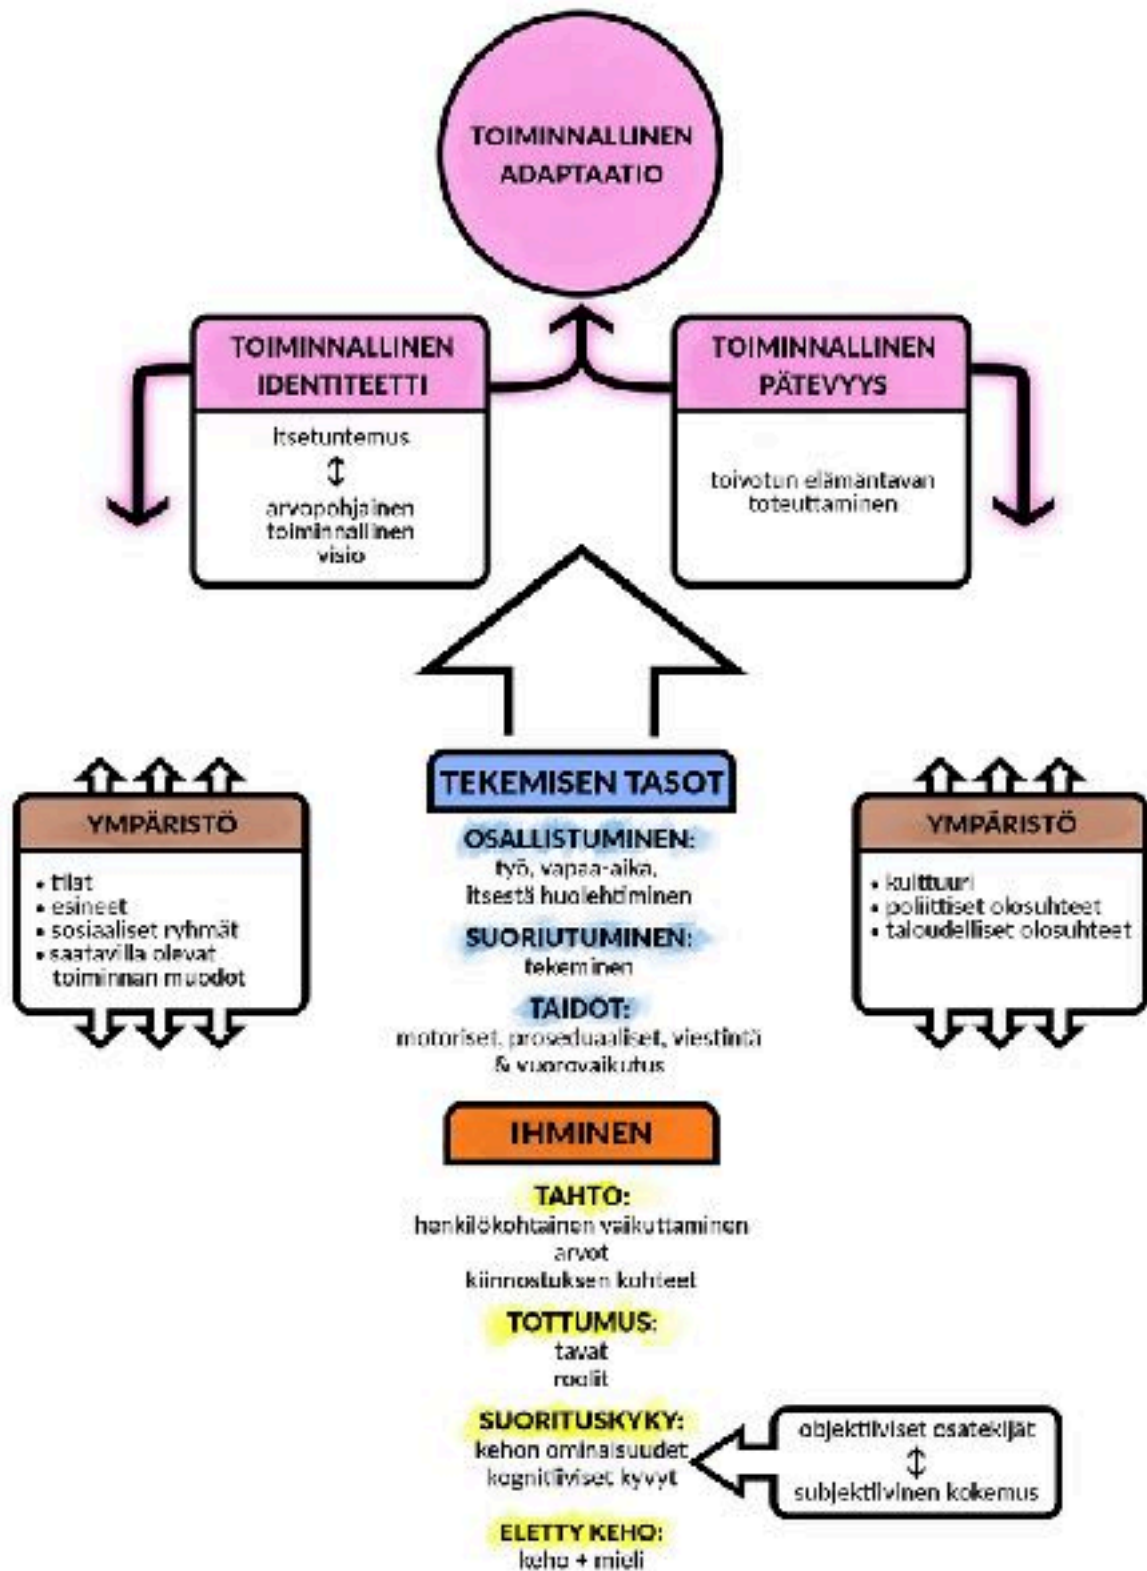 TOIMINNALLINEN
ADAPTAATIO
TOIMINNALLINEN
IDENTITEETTI
itsetuntemus
↕
arvopohjainen
toiminnallinen
visio
TOIMINNALLINEN
PÄTEVYYS
toivotun elämäntavan
toteuttaminen
YMPÄRISTÖ
• tilat
• esineet
• sosiaaliset ryhmät
• saatavilla olevat
toiminnan muodot
TEKEMISEN TASOT
OSALLISTUMINEN:
työ, vapaa-aika,
itsestä huolehtiminen
SUORIUTUMINEN:
tekeminen
TAIDOT:
motoriset, proseduaaliset, viestintä
& vuorovaikutus
YMPÄRISTÖ
• kulttuuri
• poliittiset olosuhteet
• taloudelliset olosuhteet
IHMINEN
TAHTO:
henkilökohtainen vaikuttaminen
arvot
kiinnostuksen kohteet
TOTTUMUS:
tavat
roolit
SUORITUSKYKY:
kehon ominaisuudet
kognitiiviset kyvyt
objektiiviset osatekijät
↕
subjektiivinen kokemus
ELETTY KEHO:
keho + mieli